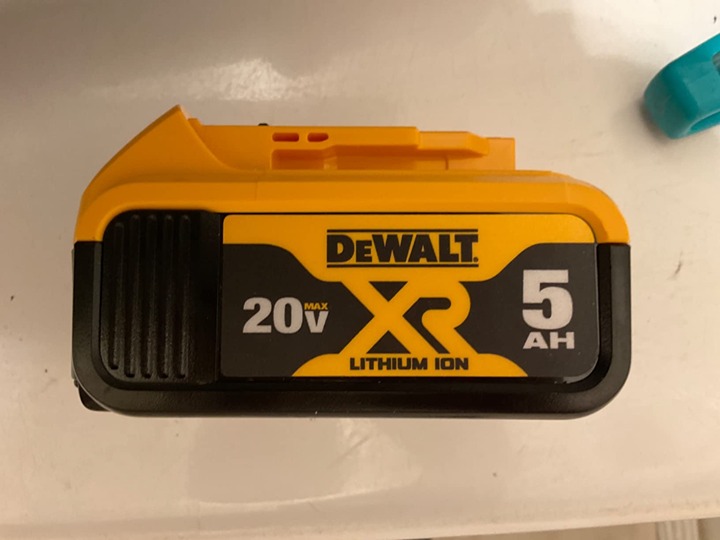 DEWALT
20V MAX
XR
LITHIUM ION
5
AH